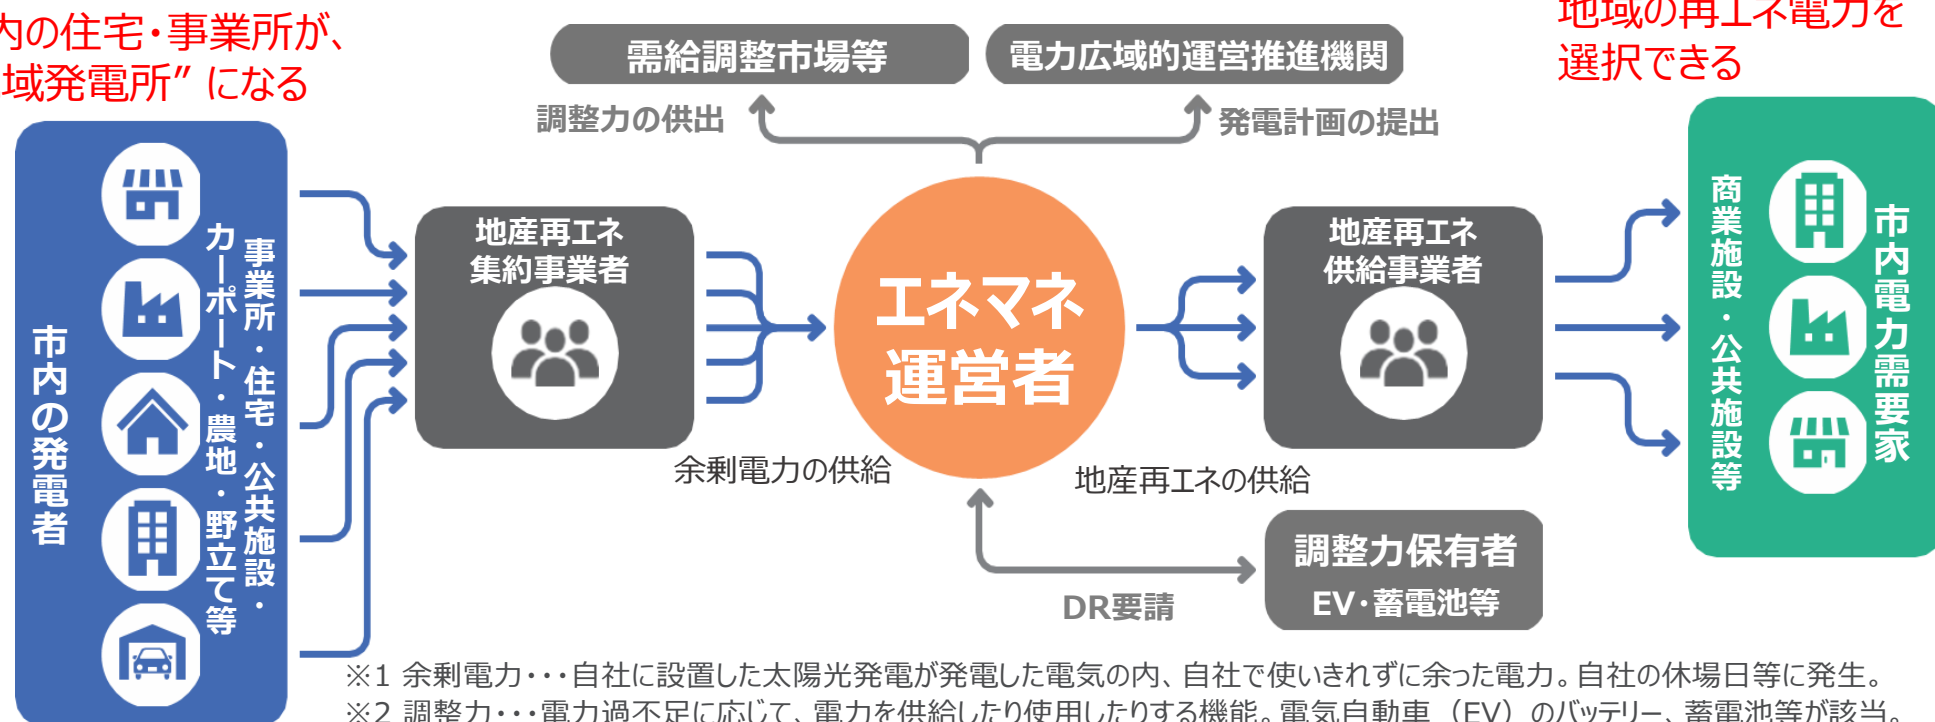 内の住宅・事業所が、
域発電所” になる
地域の再エネ電力を
選択できる
需給調整市場等
電力広域的運営推進機関
調整力の供出
発電計画の提出
市内の発電者
事業所・住宅・公共施設・
カーポート・農地・野立て等
地産再エネ
集約事業者
余剰電力の供給
エネマネ
運営者
地産再エネ
供給事業者
地産再エネの供給
商業施設・公共施設等
市内電力需要家
DR要請
調整力保有者
EV・蓄電池等
※1 余剰電力・・・自社に設置した太陽光発電が発電した電気の内、自社で使いきれずに余った電力。自社の休場日等に発生。
※2 調整力・・・電力過不足に応じて、電力を供給したり使用したりする機能。電気自動車（EV）のバッテリー、蓄電池等が該当。